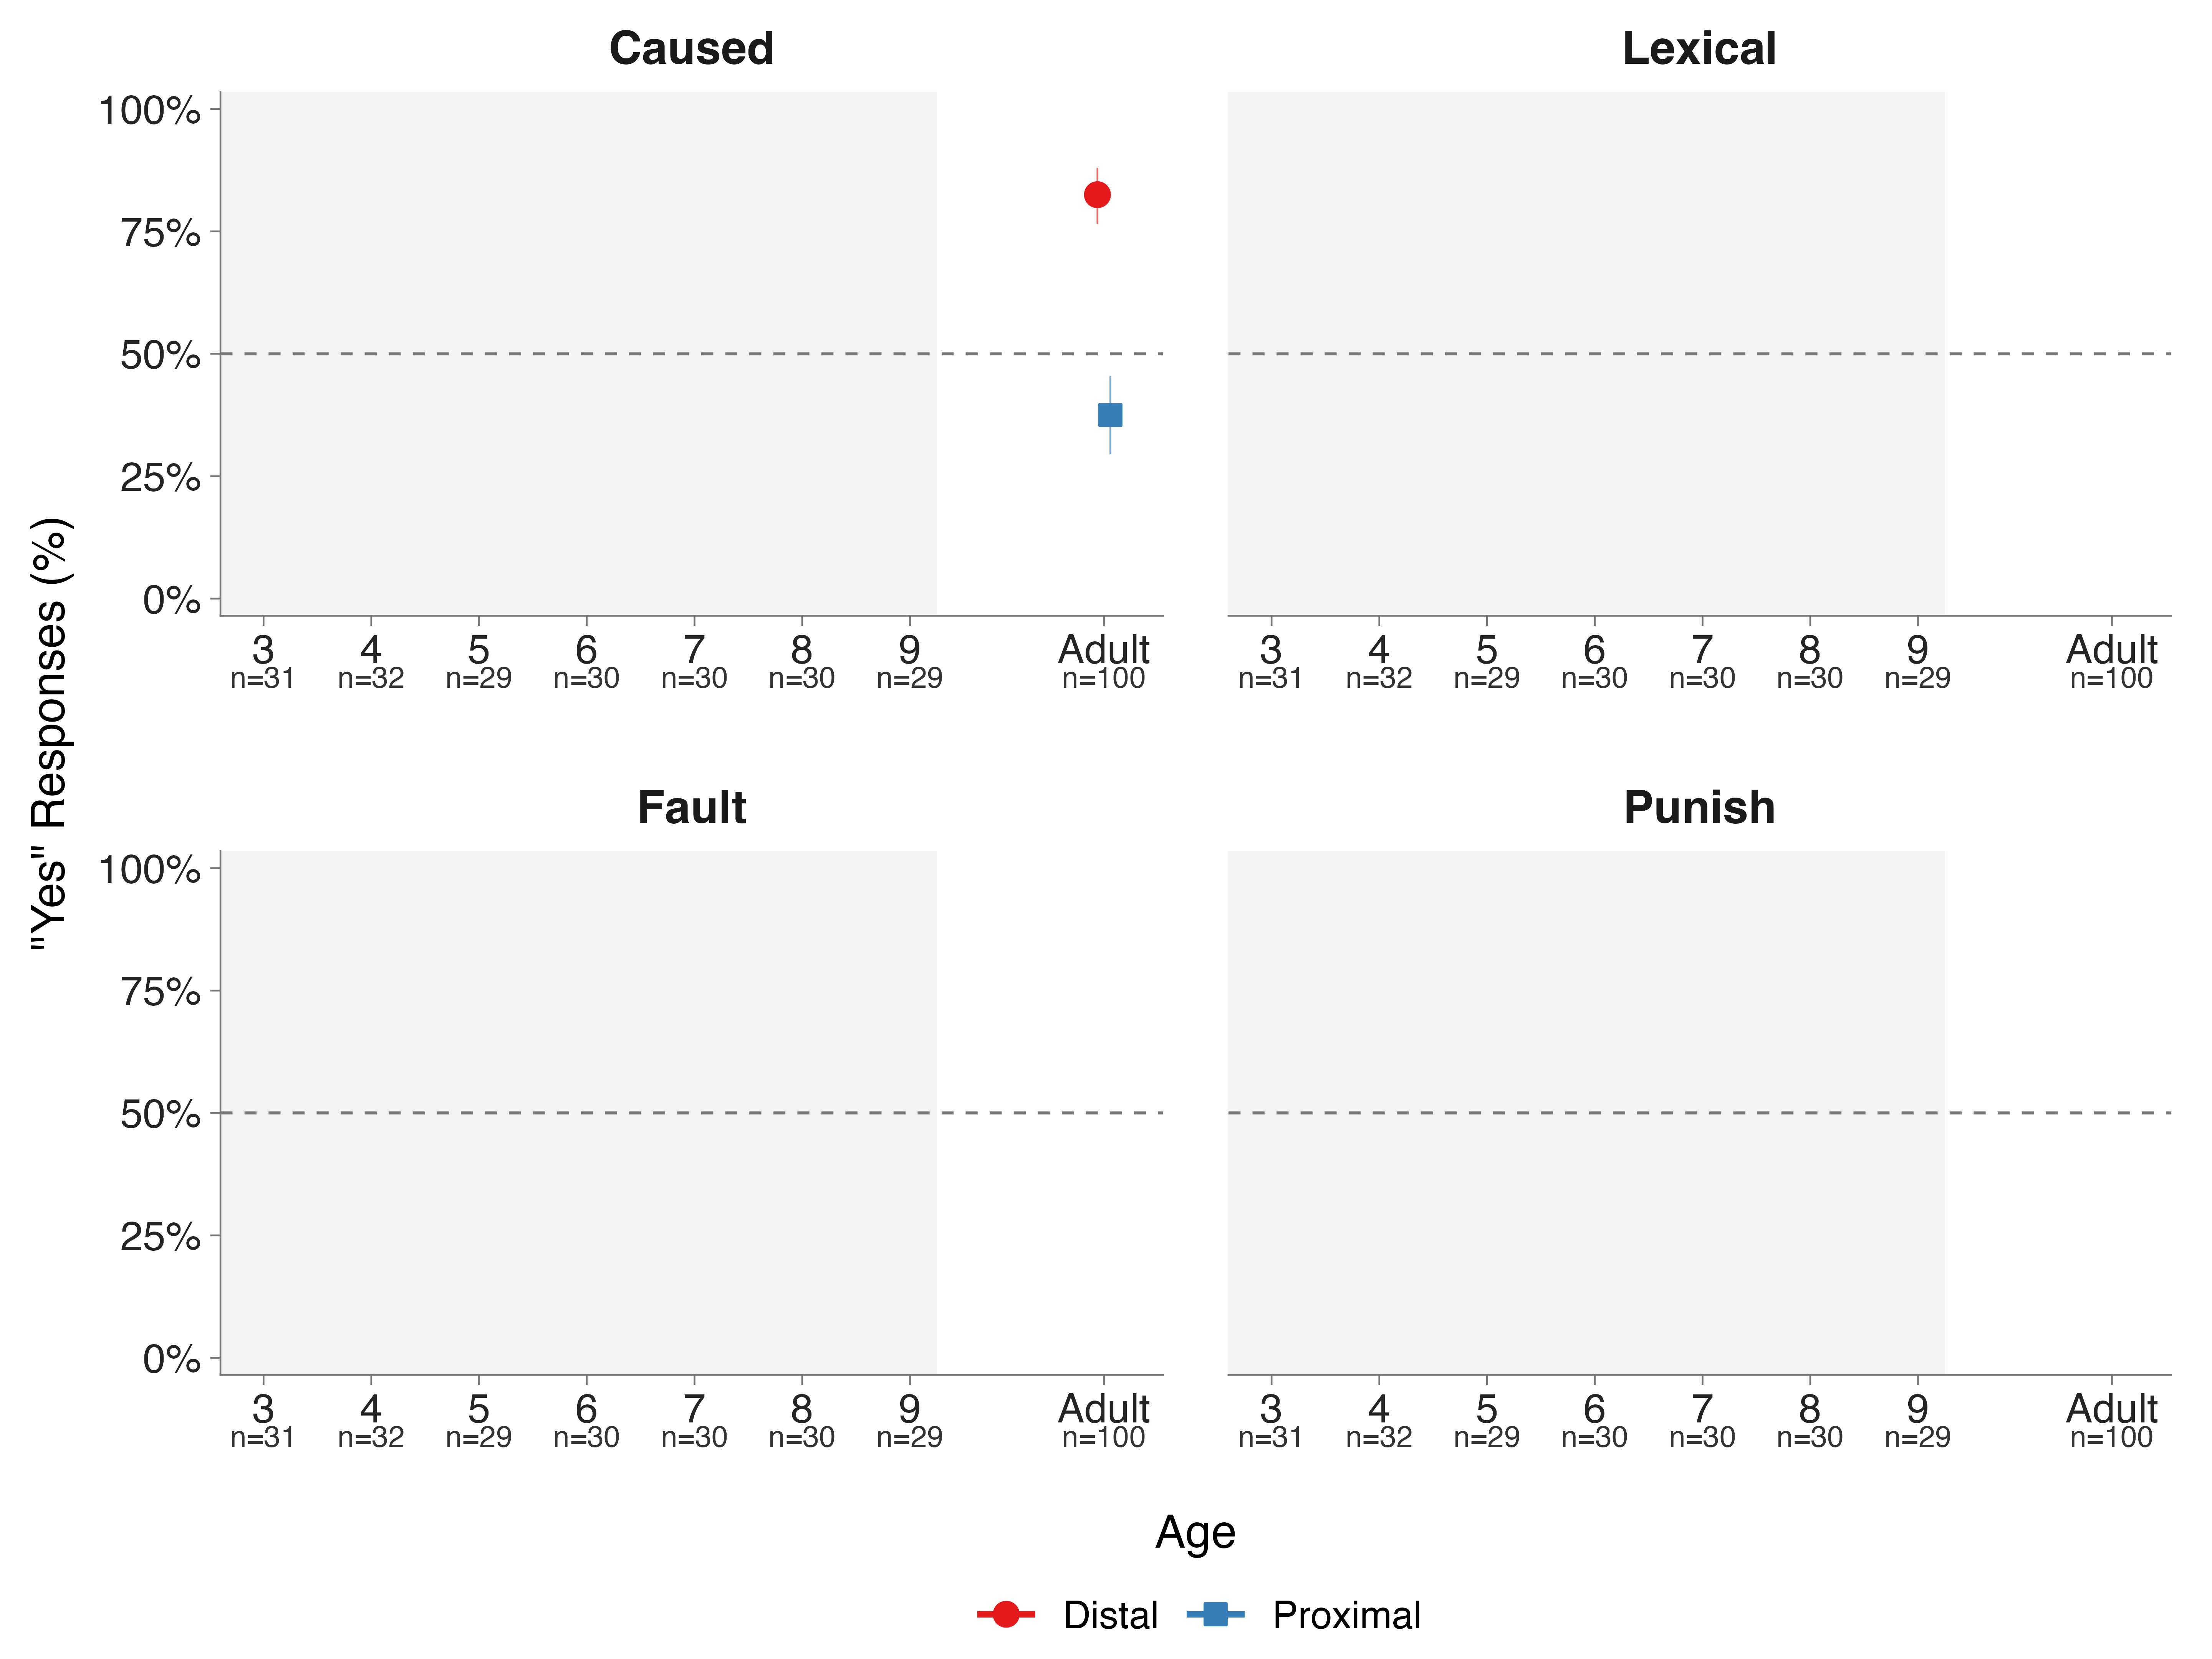 Caused
Lexical
"Yes" Responses (%)
100%
75%
50%
25%
0%
3 4 5 6 7 8 9 Adult
n=31 n=32 n=29 n=30 n=30 n=30 n=29 n=100
3 4 5 6 7 8 9 Adult
n=31 n=32 n=29 n=30 n=30 n=30 n=29 n=100
Fault
Punish
100%
75%
50%
25%
0%
3 4 5 6 7 8 9 Adult
n=31 n=32 n=29 n=30 n=30 n=30 n=29 n=100
3 4 5 6 7 8 9 Adult
n=31 n=32 n=29 n=30 n=30 n=30 n=29 n=100
Age
Distal Proximal